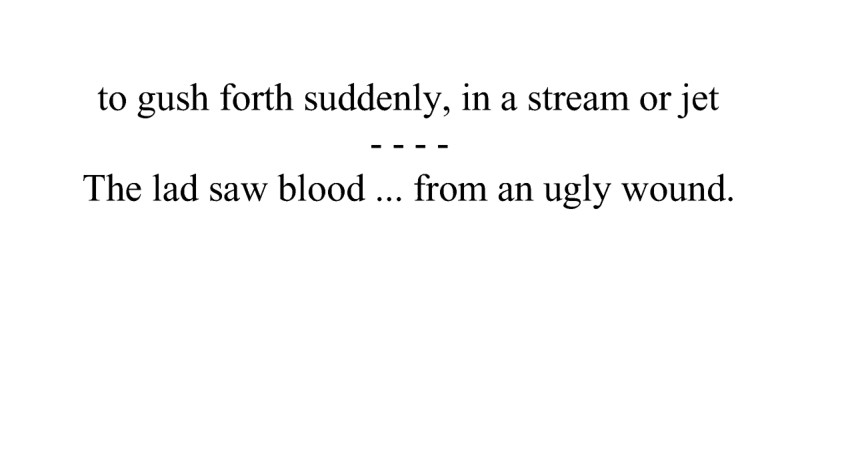 to gush forth suddenly, in a stream or jet
- - - -
The lad saw blood ... from an ugly wound.